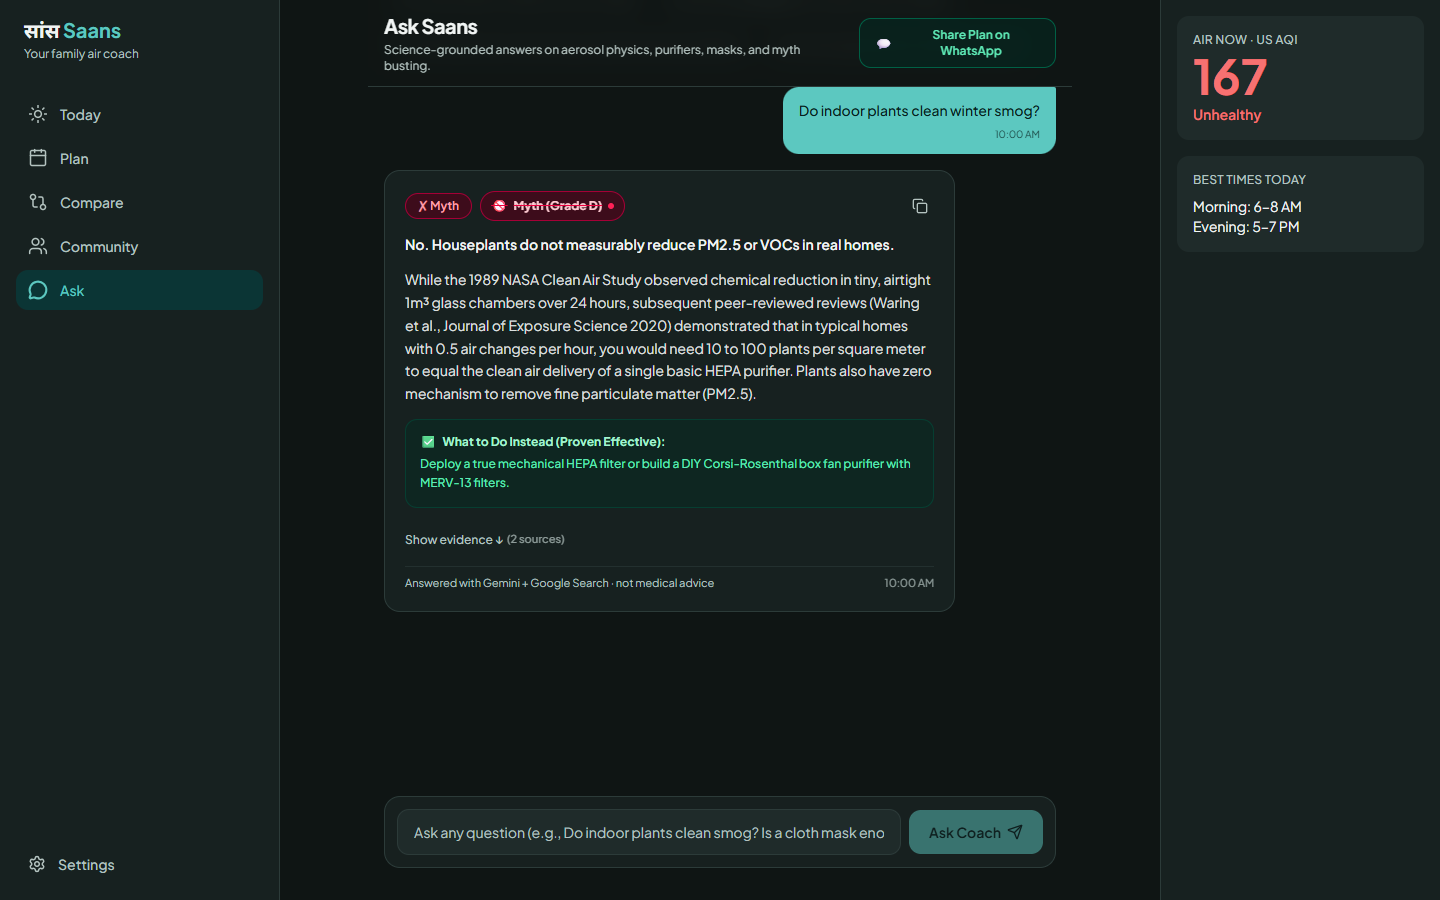 सांस Saans
Your family air coach
Today
Plan
Compare
Community
Ask
Settings
Ask Saans
Science-grounded answers on aerosol physics, purifiers, masks, and myth
busting.
Share Plan on
WhatsApp
Do indoor plants clean winter smog?
10:00 AM
✗ Myth
Myth (Grade D)
No. Houseplants do not measurably reduce PM2.5 or VOCs in real homes.
While the 1989 NASA Clean Air Study observed chemical reduction in tiny, airtight
1m³ glass chambers over 24 hours, subsequent peer-reviewed reviews (Waring
et al., Journal of Exposure Science 2020) demonstrated that in typical homes
with 0.5 air changes per hour, you would need 10 to 100 plants per square meter
to equal the clean air delivery of a single basic HEPA purifier. Plants also have zero
mechanism to remove fine particulate matter (PM2.5).
What to Do Instead (Proven Effective):
Deploy a true mechanical HEPA filter or build a DIY Corsi-Rosenthal box fan purifier with
MERV-13 filters.
Show evidence ↓ (2 sources)
Answered with Gemini + Google Search · not medical advice
10:00 AM
Ask any question (e.g., Do indoor plants clean smog? Is a cloth mask eno
Ask Coach
AIR NOW · US AQI
167
Unhealthy
BEST TIMES TODAY
Morning: 6–8 AM
Evening: 5–7 PM